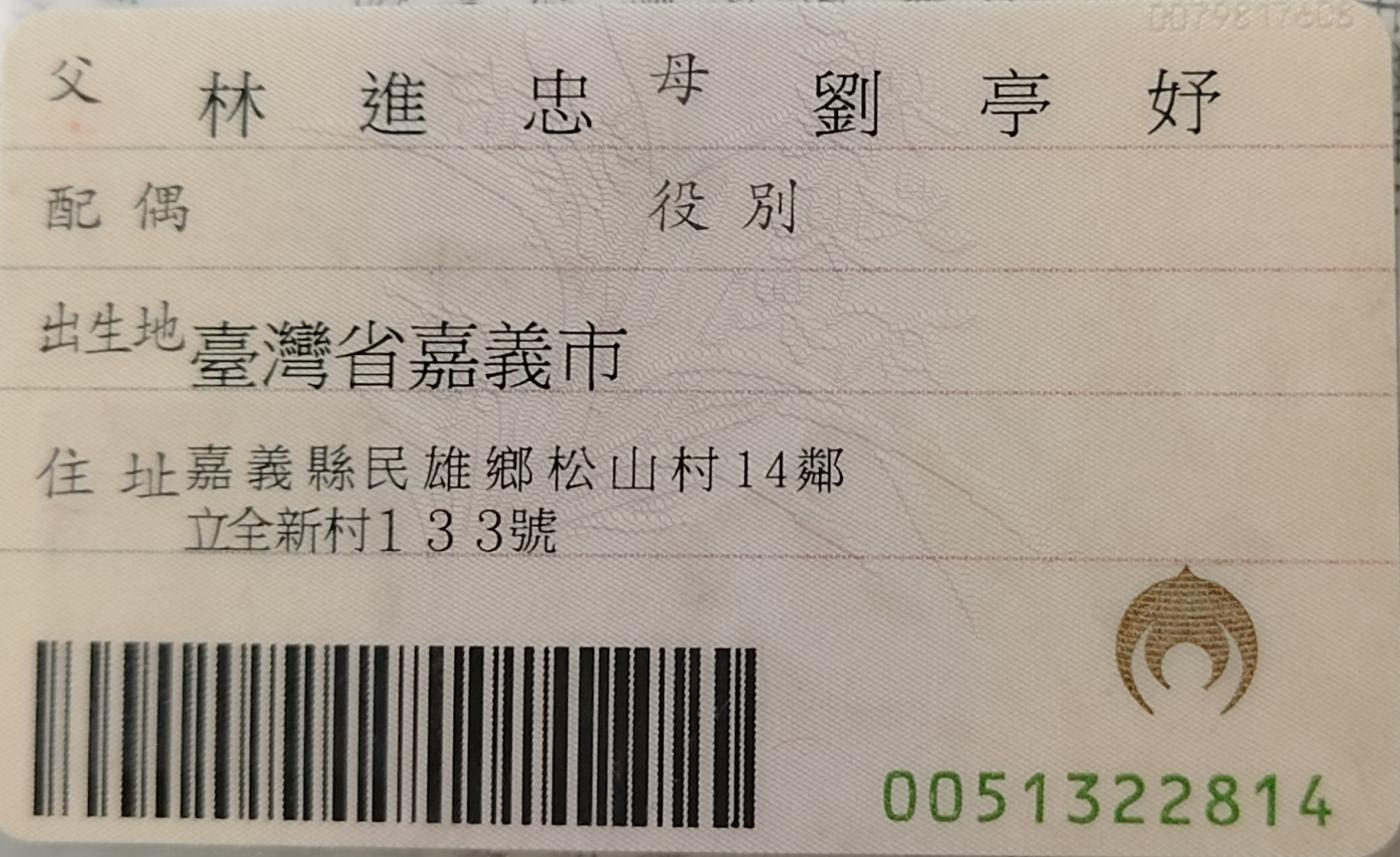 0079817608
父 林進忠 母 劉亭妤
配偶 役別
出生地 臺灣省嘉義市
住址 嘉義縣民雄鄉松山村14鄰
立全新村133號
0051322814